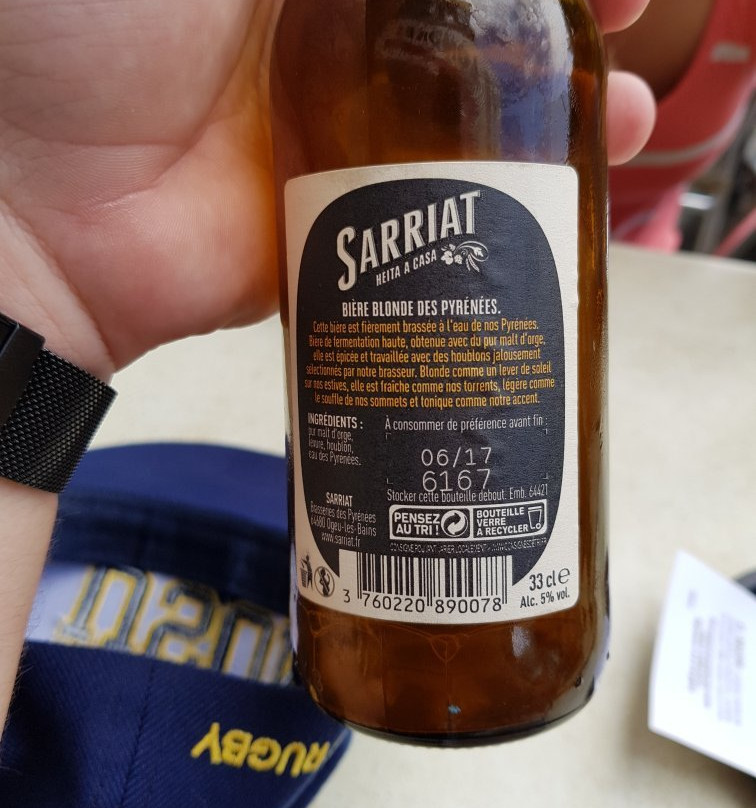 SARRIAT
HEITA A CASA
BIÈRE BLONDE DES PYRÉNÉES.
Cette bière est fièrement brassée à l'eau de nos Pyrénées.
Bière de fermentation haute, obtenue avec du pur malt d'orge,
elle est épicée et travaillée avec des houblons jalousement
sélectionnés par notre brasseur. Blonde comme un lever de soleil
sur nos estives, elle est fraîche comme nos torrents, légère comme
le souffle de nos sommets et tonique comme notre accent.
INGRÉDIENTS :
pur malt d'orge,
levure, houblon,
eau des Pyrénées.
À consommer de préférence avant fin :
06/17
6167
Stocker cette bouteille debout. Emb. 64421
SARRIAT
Brasseries des Pyrénées
64680 Ogeu-les-Bains
www.sarriat.fr
PENSEZ
AU TRI !
BOUTEILLE
VERRE
À RECYCLER
3 760220 890078
33 cl e
Alc. 5% vol.
RUGBY